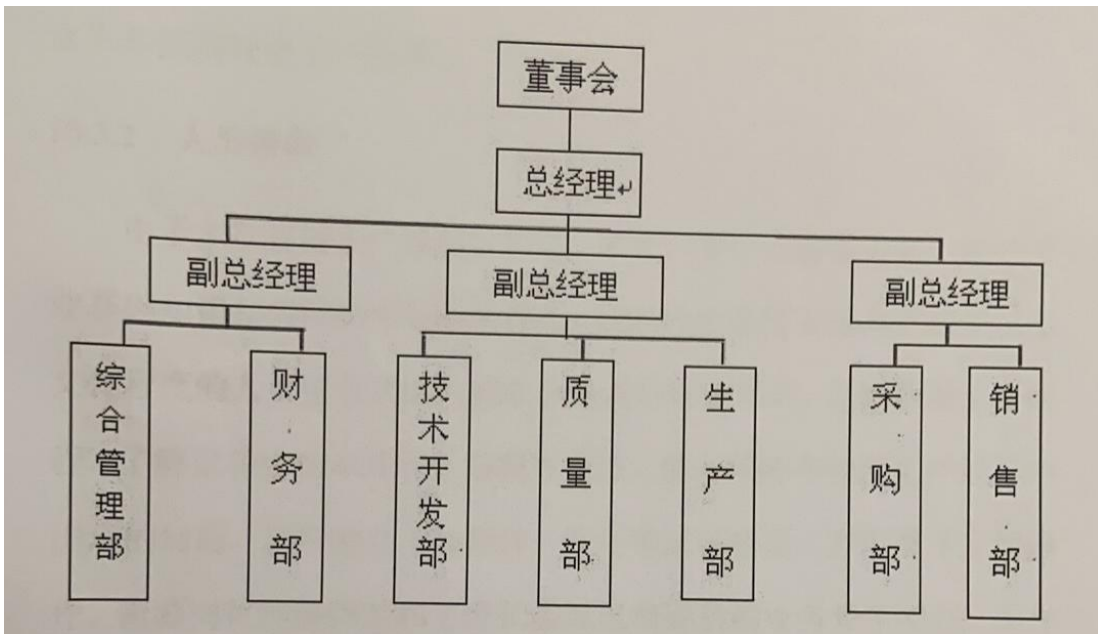 董事会
总经理
副总经理
副总经理
副总经理
综合管理部
财务部
技术开发部
质量部
生产部
采购部
销售部